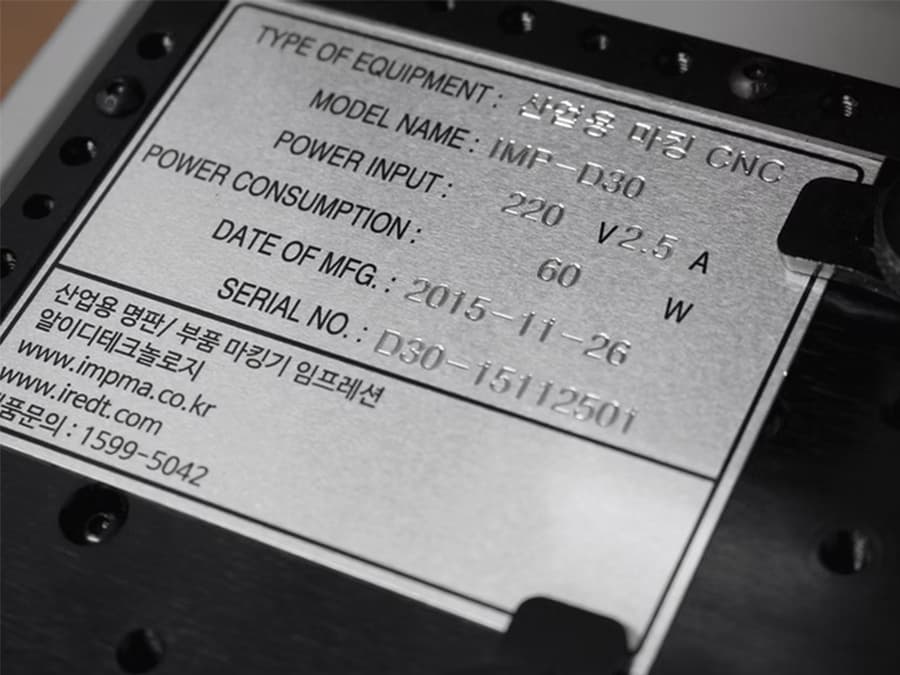 TYPE OF EQUIPMENT : 산업용 마킹 CNC
MODEL NAME : IMP-D30
POWER INPUT : 220 V 2.5 A
POWER CONSUMPTION : 60 W
DATE OF MFG. : 2015-11-26
SERIAL NO. : D30-15112501
산업용 명판/부품 마킹기 임프레션
알이디테크놀로지
www.impma.co.kr
www.iredt.com
제품문의 : 1599-5042